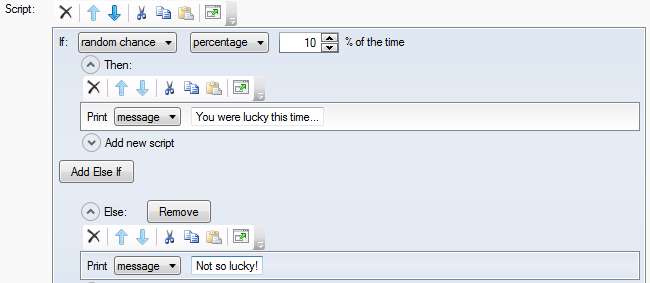 Script:
If: random chance percentage 10 % of the time
Then:
Print message You were lucky this time...
Add new script
Add Else If
Else: Remove
Print message Not so lucky!